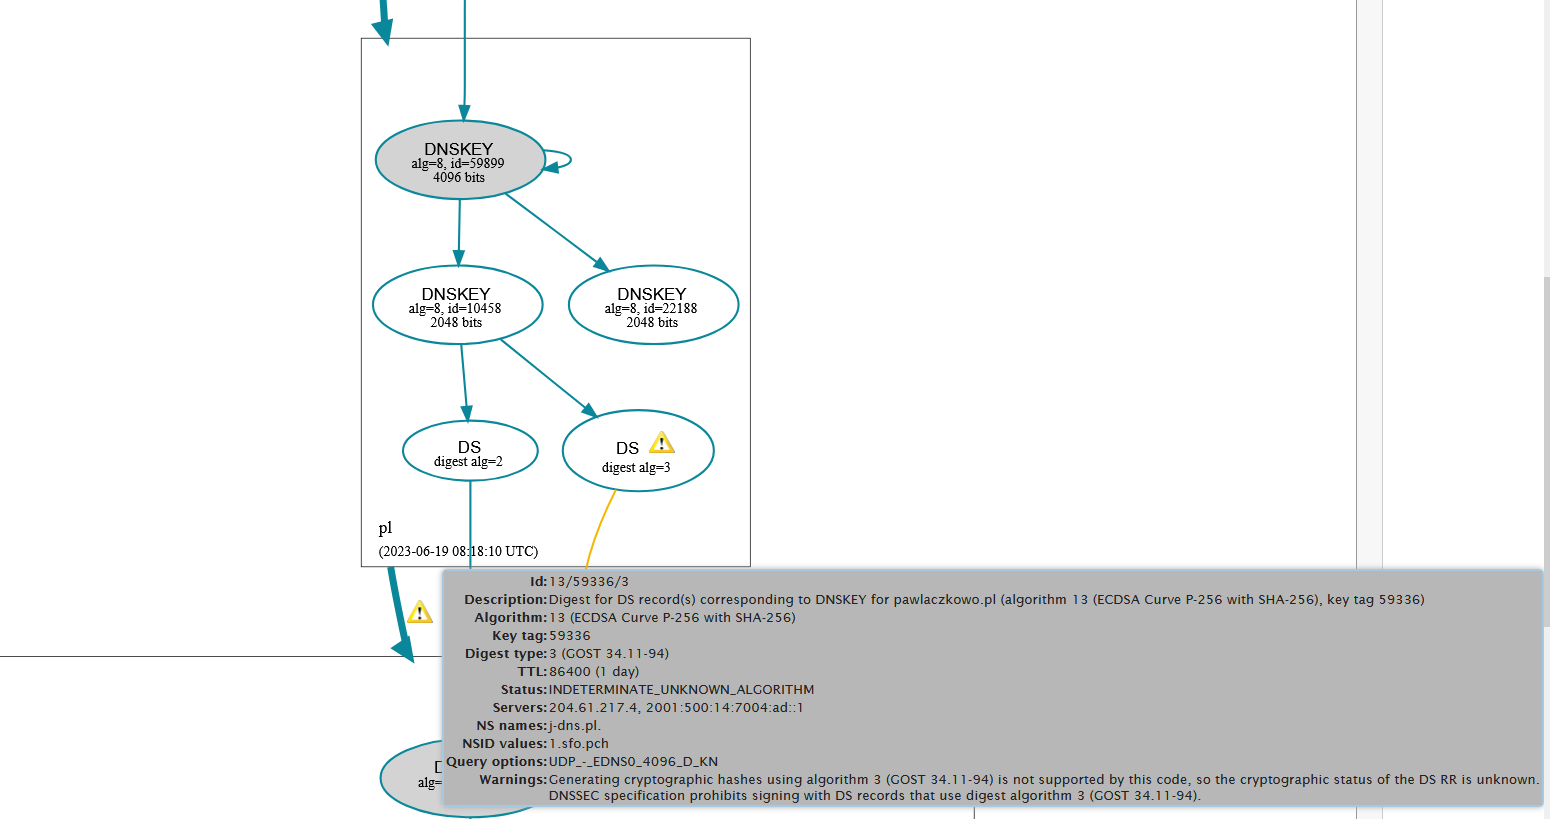 DNSKEY
alg=8, id=59899
4096 bits
DNSKEY
alg=8, id=10458
2048 bits
DNSKEY
alg=8, id=22188
2048 bits
DS
digest alg=2
DS
digest alg=3
pl
(2023-06-19 08:18:10 UTC)
Id: 13/59336/3
Description: Digest for DS record(s) corresponding to DNSKEY for pawlaczkowo.pl (algorithm 13 (ECDSA Curve P-256 with SHA-256), key tag 59336)
Algorithm: 13 (ECDSA Curve P-256 with SHA-256)
Key tag: 59336
Digest type: 3 (GOST 34.11-94)
TTL: 86400 (1 day)
Status: INDETERMINATE_UNKNOWN_ALGORITHM
Servers: 204.61.217.4, 2001:500:14:7004:ad::1
NS names: j-dns.pl.
NSID values: 1.sfo.pch
Query options: UDP_-_EDNS0_4096_D_KN
Warnings: Generating cryptographic hashes using algorithm 3 (GOST 34.11-94) is not supported by this code, so the cryptographic status of the DS RR is unknown.
DNSSEC specification prohibits signing with DS records that use digest algorithm 3 (GOST 34.11-94).
D
alg=